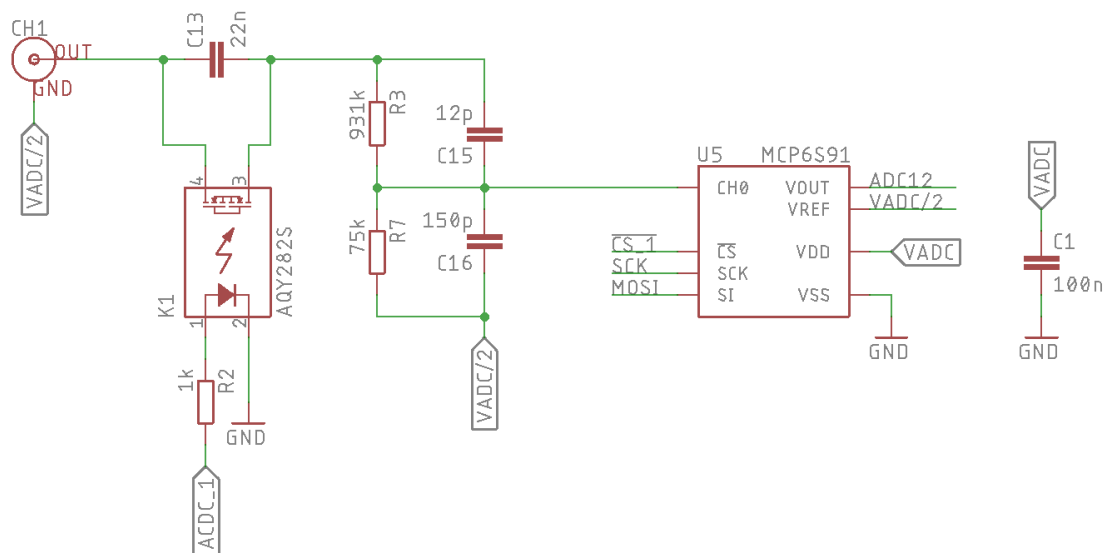 CH1
OUT
GND
VADC/2
C13
22n
4
3
K1
AQY282S
1
2
1k
R2
GND
ACDC_1
931k
R3
12p
C15
75k
R7
150p
C16
VADC/2
U5
MCP6S91
CH0
VOUT
ADC12
VREF
VADC/2
CS_1
CS
VDD
VADC
SCK
SCK
MOSI
SI
VSS
GND
VADC
C1
100n
GND